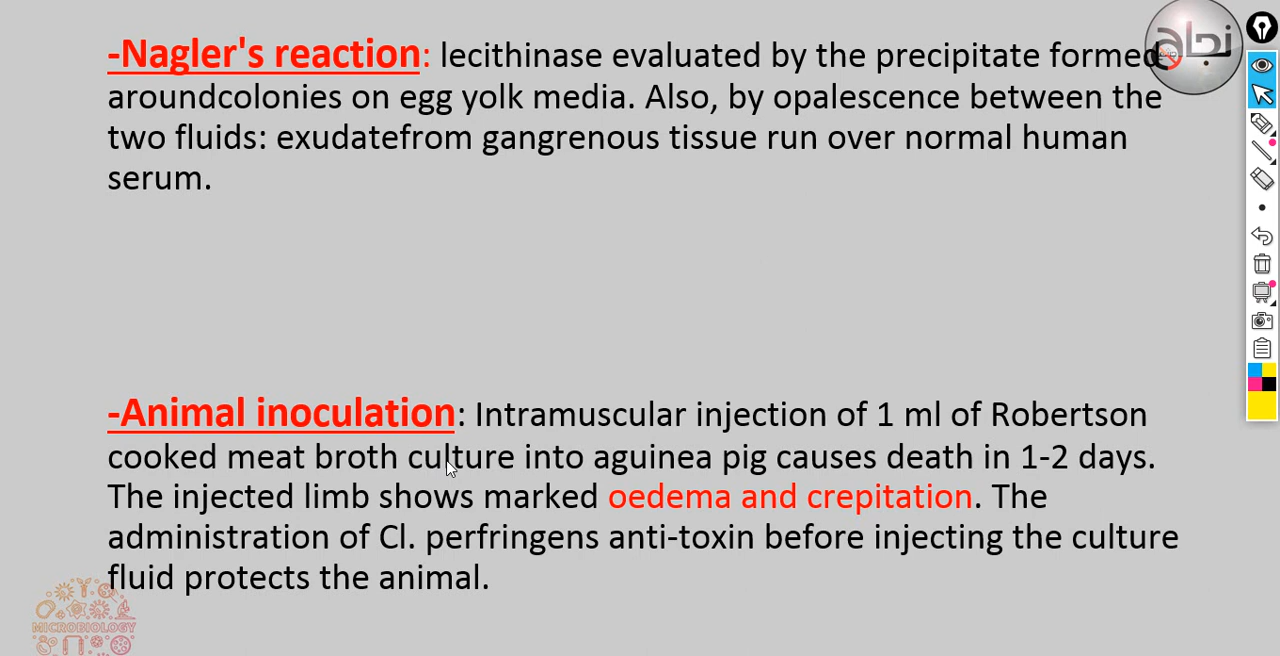 -Nagler's reaction: lecithinase evaluated by the precipitate formed
aroundcolonies on egg yolk media. Also, by opalescence between the
two fluids: exudatefrom gangrenous tissue run over normal human
serum.
-Animal inoculation: Intramuscular injection of 1 ml of Robertson
cooked meat broth culture into aguinea pig causes death in 1-2 days.
The injected limb shows marked oedema and crepitation. The
administration of Cl. perfringens anti-toxin before injecting the culture
fluid protects the animal.
MICROBIOLOGY